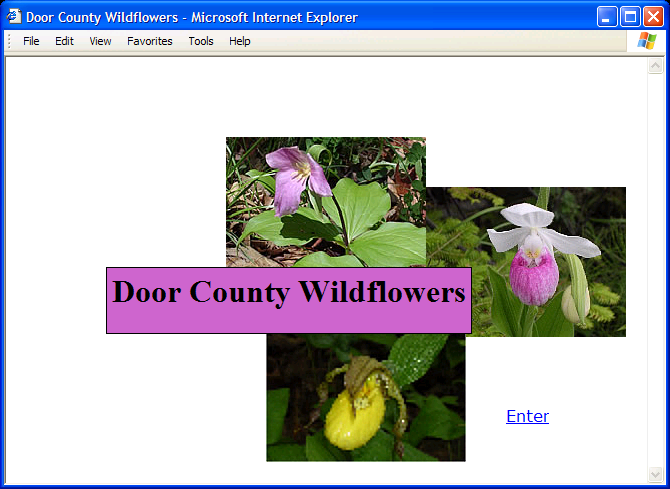 Door County Wildflowers - Microsoft Internet Explorer
File Edit View Favorites Tools Help
Door County Wildflowers
Enter